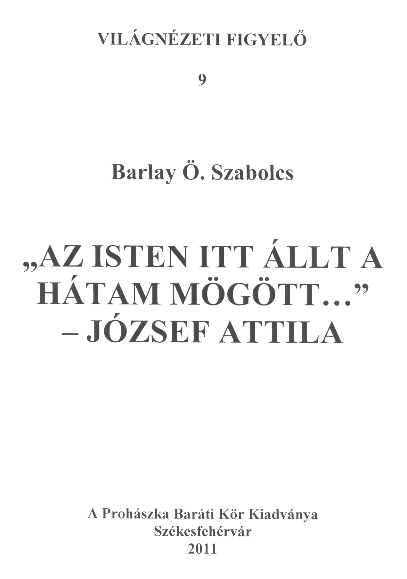 VILÁGNÉZETI FIGYELŐ
9
Barlay Ö. Szabolcs
„AZ ISTEN ITT ÁLLT A
HÁTAM MÖGÖTT…”
– JÓZSEF ATTILA
A Prohászka Baráti Kör Kiadványa
Székesfehérvár
2011